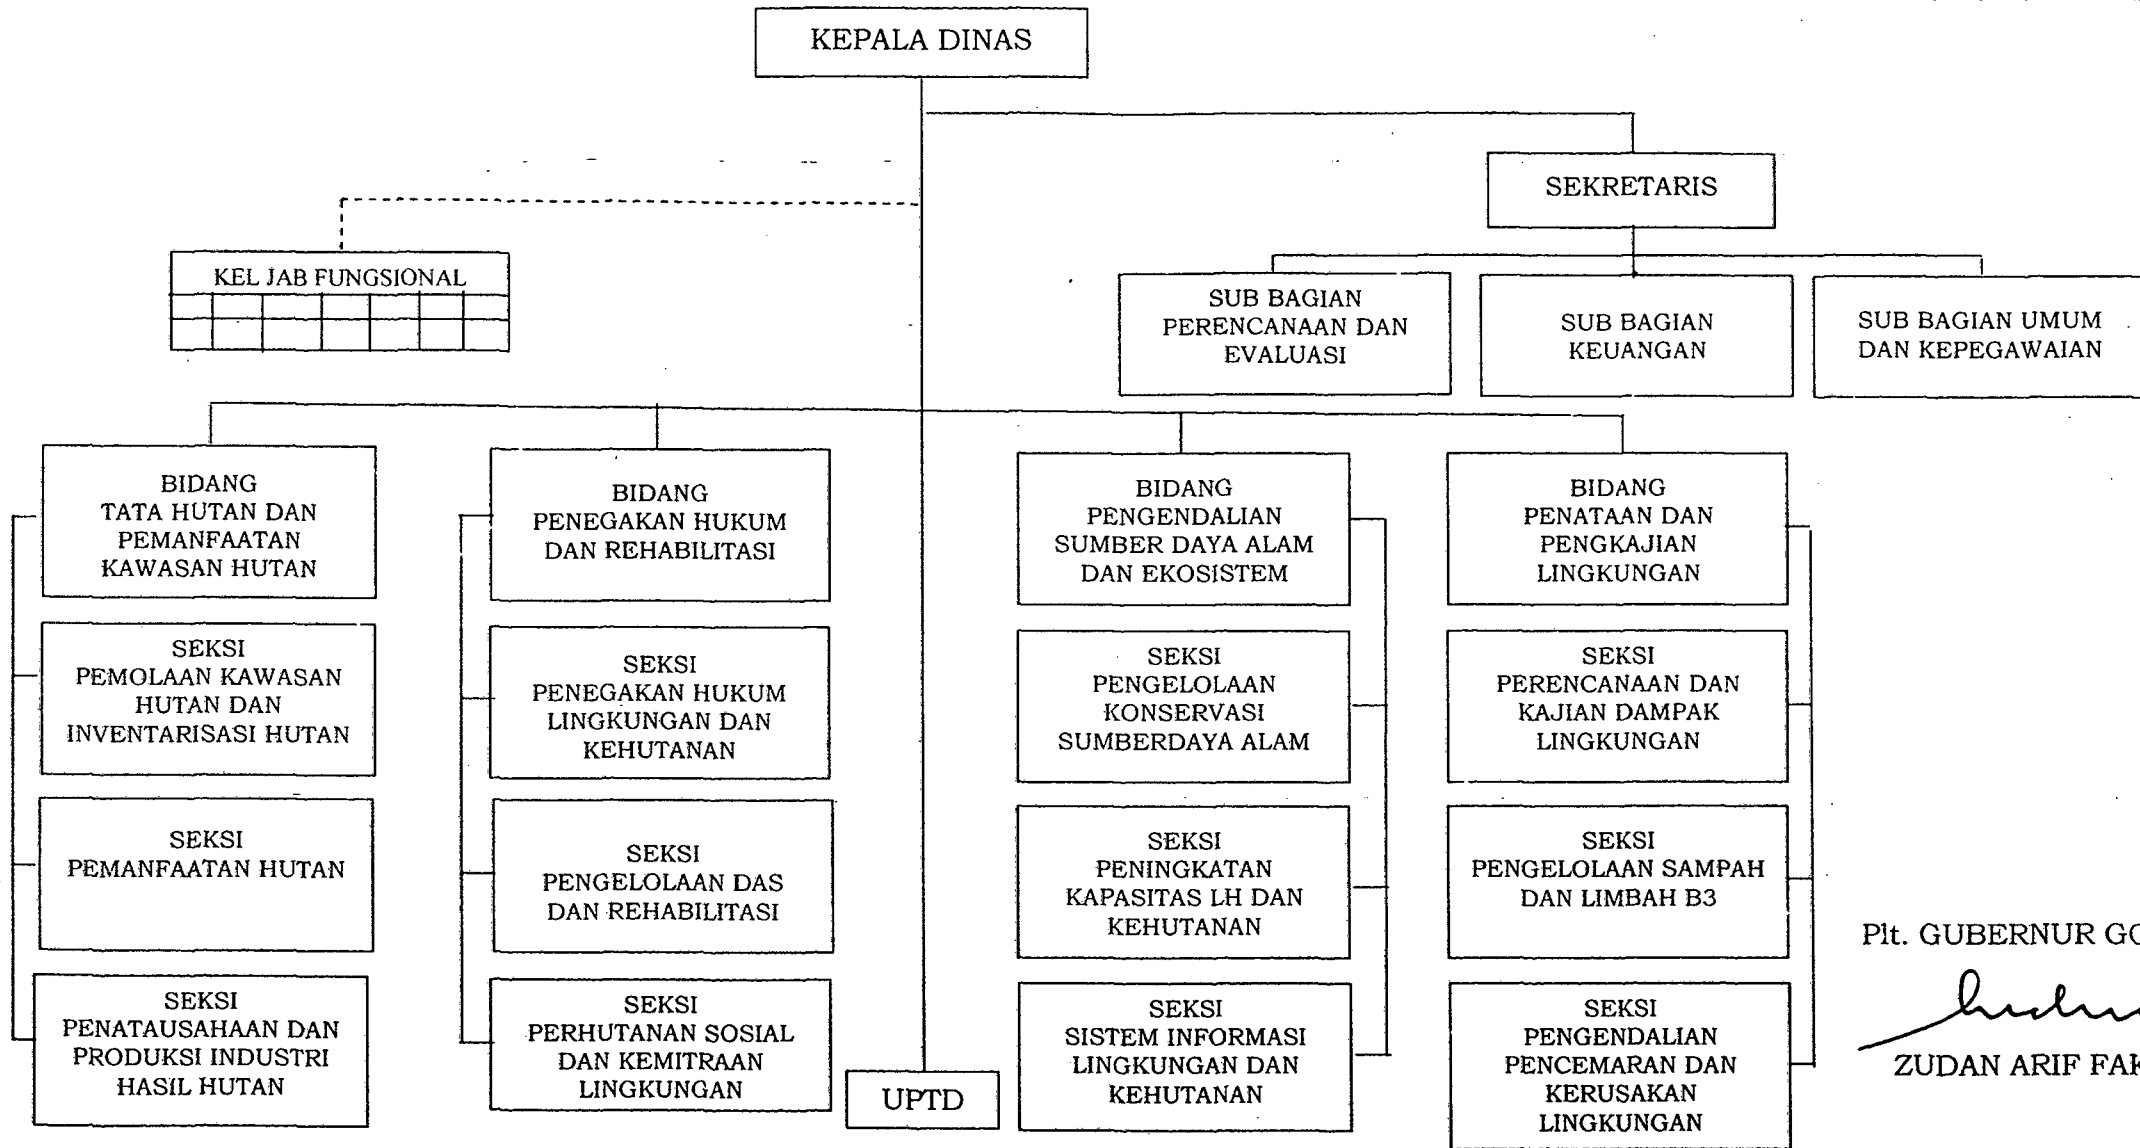 KEPALA DINAS
SEKRETARIS
KEL JAB FUNGSIONAL
SUB BAGIAN
PERENCANAAN DAN
EVALUASI
SUB BAGIAN
KEUANGAN
SUB BAGIAN UMUM
DAN KEPEGAWAIAN
BIDANG
TATA HUTAN DAN
PEMANFAATAN
KAWASAN HUTAN
SEKSI
PEMOLAAN KAWASAN
HUTAN DAN
INVENTARISASI HUTAN
SEKSI
PEMANFAATAN HUTAN
SEKSI
PENATAUSAHAAN DAN
PRODUKSI INDUSTRI
HASIL HUTAN
BIDANG
PENEGAKAN HUKUM
DAN REHABILITASI
SEKSI
PENEGAKAN HUKUM
LINGKUNGAN DAN
KEHUTANAN
SEKSI
PENGELOLAAN DAS
DAN REHABILITASI
SEKSI
PERHUTANAN SOSIAL
DAN KEMITRAAN
LINGKUNGAN
UPTD
BIDANG
PENGENDALIAN
SUMBER DAYA ALAM
DAN EKOSISTEM
SEKSI
PENGELOLAAN
KONSERVASI
SUMBERDAYA ALAM
SEKSI
PENINGKATAN
KAPASITAS LH DAN
KEHUTANAN
SEKSI
SISTEM INFORMASI
LINGKUNGAN DAN
KEHUTANAN
BIDANG
PENATAAN DAN
PENGKAJIAN
LINGKUNGAN
SEKSI
PERENCANAAN DAN
KAJIAN DAMPAK
LINGKUNGAN
SEKSI
PENGELOLAAN SAMPAH
DAN LIMBAH B3
SEKSI
PENGENDALIAN
PENCEMARAN DAN
KERUSAKAN
LINGKUNGAN
Plt. GUBERNUR GO
ZUDAN ARIF FAK